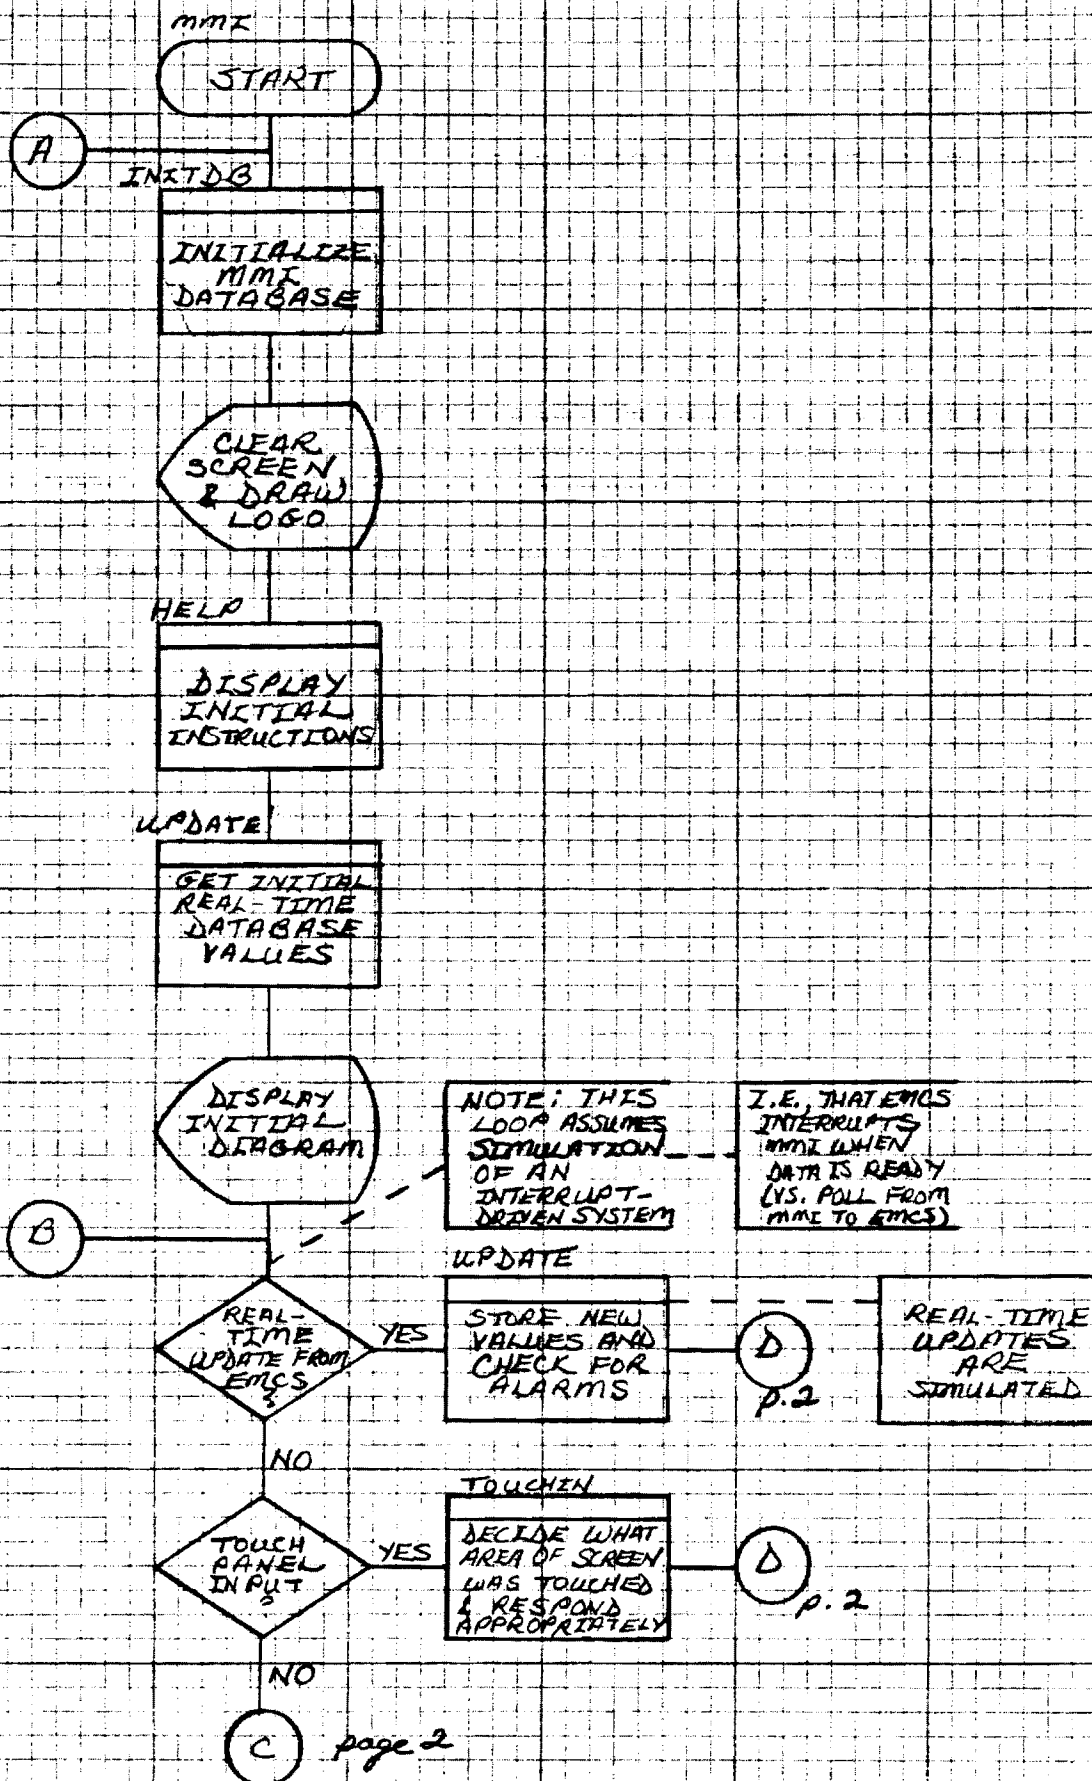 MMI
START
A
INITDB
INITIALIZE
MMI
DATABASE
CLEAR
SCREEN
& DRAW
LOGO
HELP
DISPLAY
INITIAL
INSTRUCTIONS
UPDATE
GET INITIAL
REAL-TIME
DATABASE
VALUES
DISPLAY
INITIAL
DIAGRAM
NOTE: THIS
LOOP ASSUMES
SIMULATION
OF AN
INTERRUPT-
DRIVEN SYSTEM
I.E., THAT EMCS
INTERRUPTS
MMI WHEN
DATA IS READY
(VS. POLL FROM
MMI TO EMCS)
B
REAL-
TIME
UPDATE FROM
EMCS
?
YES
UPDATE
STORE NEW
VALUES AND
CHECK FOR
ALARMS
D
p.2
REAL-TIME
UPDATES
ARE
SIMULATED
NO
TOUCH
PANEL
INPUT
?
YES
TOUCHIN
DECIDE WHAT
AREA OF SCREEN
WAS TOUCHED
& RESPOND
APPROPRIATELY
D
p.2
NO
C
page 2